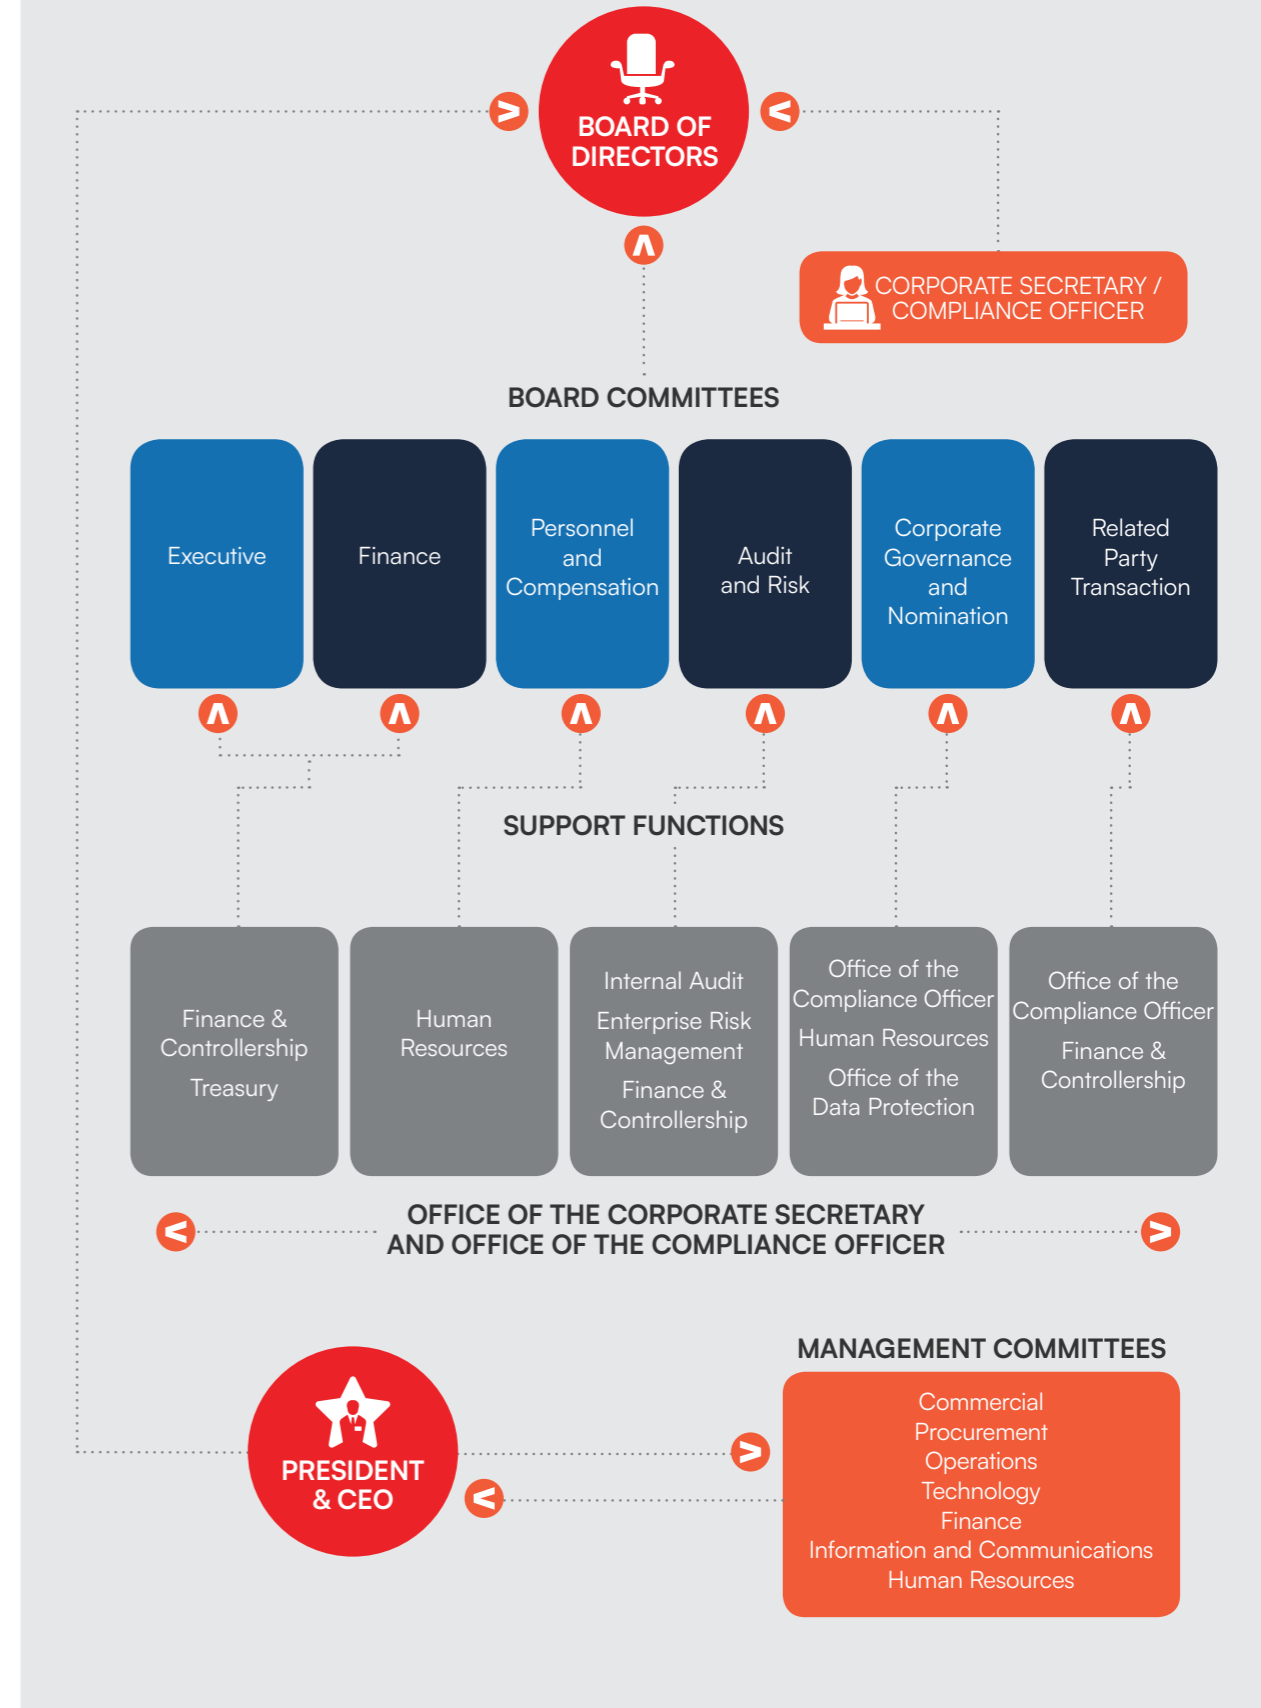 BOARD OF
DIRECTORS
CORPORATE SECRETARY /
COMPLIANCE OFFICER
BOARD COMMITTEES
Executive
Finance
Personnel
and
Compensation
Audit
and Risk
Corporate
Governance
and
Nomination
Related
Party
Transaction
SUPPORT FUNCTIONS
Finance &
Controllership
Treasury
Human
Resources
Internal Audit
Enterprise Risk
Management
Finance &
Controllership
Office of the
Compliance Officer
Human Resources
Office of the
Data Protection
Office of the
Compliance Officer
Finance &
Controllership
OFFICE OF THE CORPORATE SECRETARY
AND OFFICE OF THE COMPLIANCE OFFICER
PRESIDENT
& CEO
MANAGEMENT COMMITTEES
Commercial
Procurement
Operations
Technology
Finance
Information and Communications
Human Resources